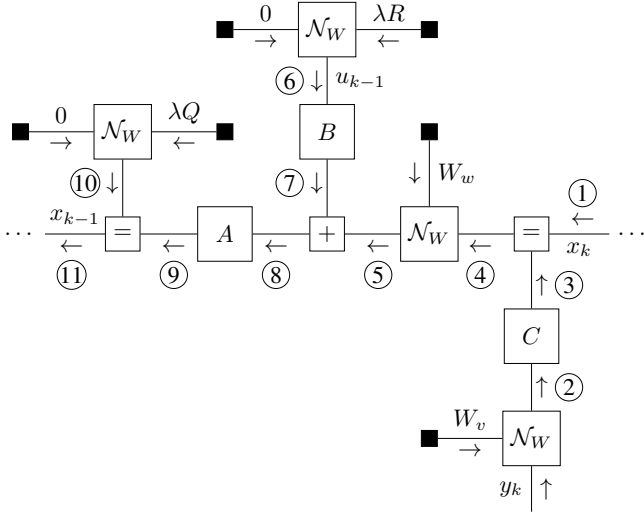 0
N_W
λR
⑥ ↓ u_{k−1}
0
N_W
λQ
B
⑩ ↓
⑦ ↓
↓ W_w
①
x_{k−1}
⋯ = A + N_W = ⋯
x_k
⑪
⑨
⑧
⑤
④
↑ ③
C
↑ ②
W_v
N_W
y_k ↑